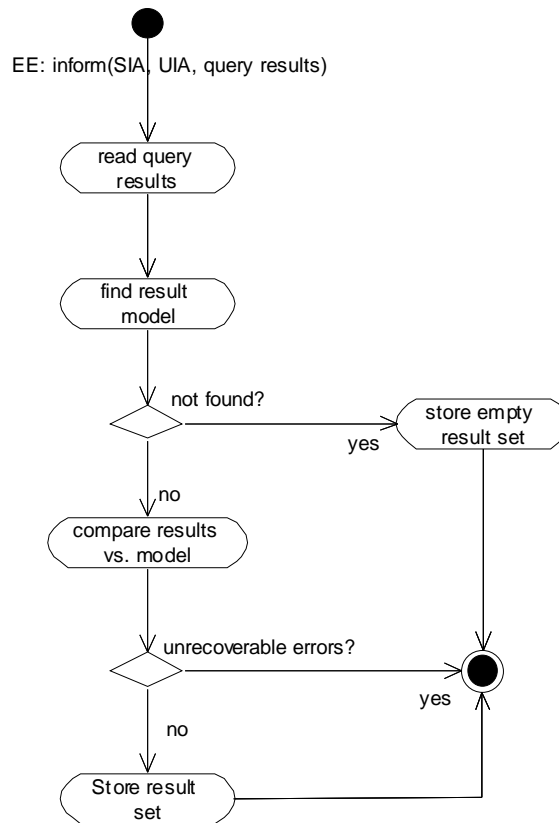 EE: inform(SIA, UIA, query results)
read query
results
find result
model
not found?
store empty
result set
yes
no
compare results
vs. model
unrecoverable errors?
yes
no
Store result
set